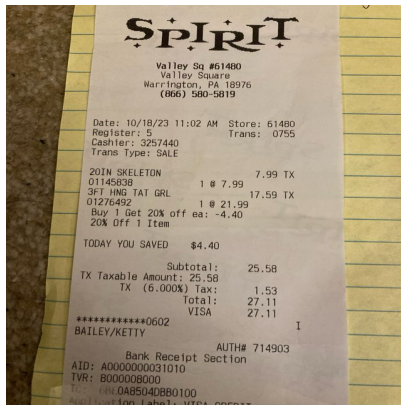 SPIRIT
Valley Sq #61480
Valley Square
Warrington, PA 18976
(866) 580-5819
Date: 10/18/23 11:02 AM Store: 61480
Register: 5 Trans: 0755
Cashier: 3257440
Trans Type: SALE
20IN SKELETON 7.99 TX
01145838 1 @ 7.99
3FT HNG TAT GRL 17.59 TX
01276492 1 @ 21.99
Buy 1 Get 20% off ea: -4.40
20% Off 1 Item
TODAY YOU SAVED $4.40
Subtotal: 25.58
TX Taxable Amount: 25.58
TX (6.000%) Tax: 1.53
Total: 27.11
VISA 27.11
************0602 I
BAILEY/KETTY
AUTH# 714903
Bank Receipt Section
AID: A0000000031010
TVR: 8000008000
Application Label: VISA CREDIT